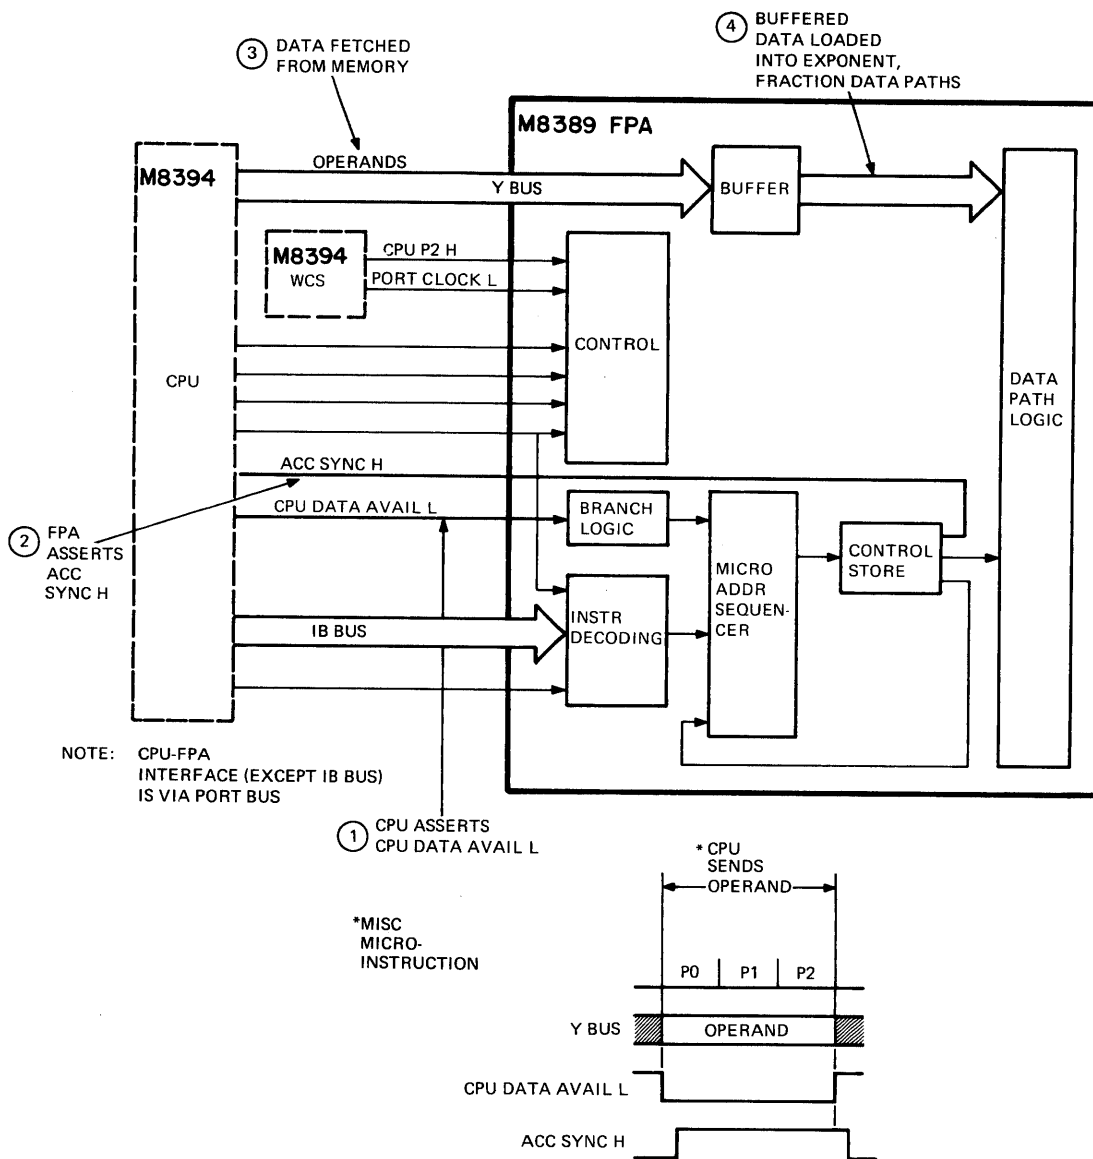 4 BUFFERED
DATA LOADED
INTO EXPONENT,
FRACTION DATA PATHS
3 DATA FETCHED
FROM MEMORY
M8389 FPA
M8394
OPERANDS
Y BUS
BUFFER
M8394
WCS
CPU P2 H
PORT CLOCK L
CONTROL
CPU
DATA
PATH
LOGIC
ACC SYNC H
CPU DATA AVAIL L
BRANCH
LOGIC
2 FPA
ASSERTS
ACC
SYNC H
MICRO
ADDR
SEQUEN-
CER
CONTROL
STORE
IB BUS
INSTR
DECODING
NOTE: CPU-FPA
INTERFACE (EXCEPT IB BUS)
IS VIA PORT BUS
1 CPU ASSERTS
CPU DATA AVAIL L
*CPU
SENDS
OPERAND
*MISC
MICRO-
INSTRUCTION
P0 P1 P2
Y BUS OPERAND
CPU DATA AVAIL L
ACC SYNC H